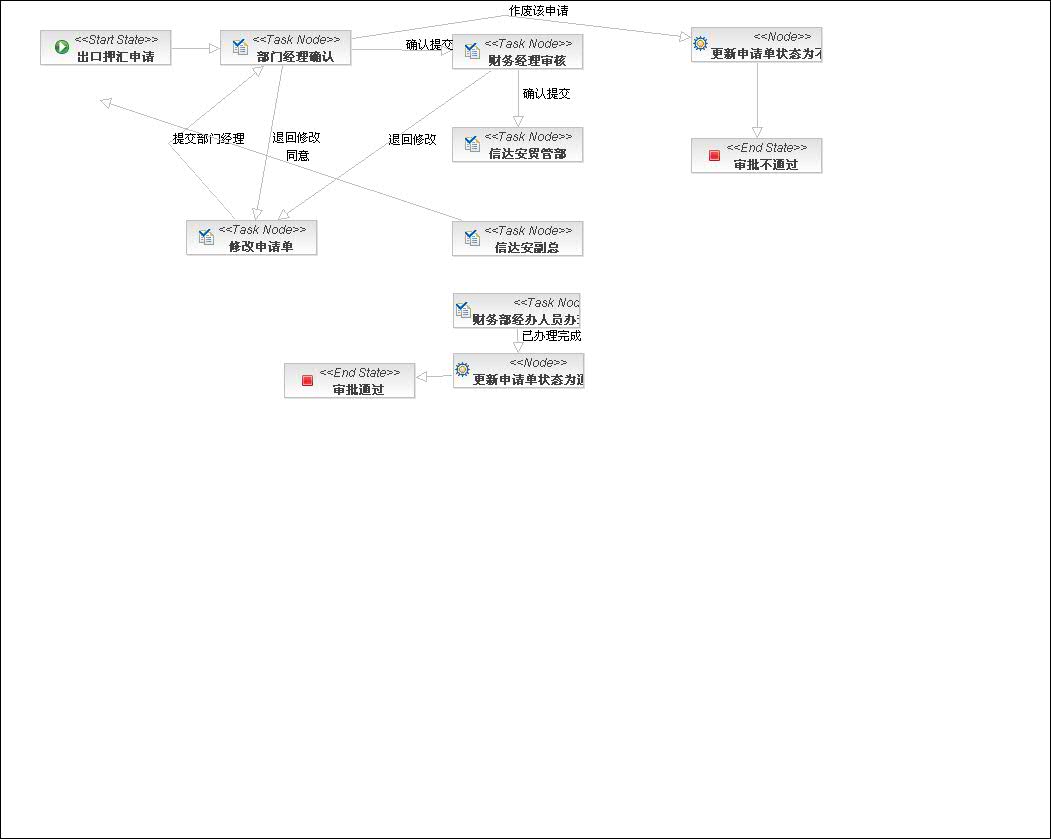 作废该申请
<<Start State>>
出口押汇申请
<<Task Node>>
部门经理确认
确认提交
<<Task Node>>
财务经理审核
<<Node>>
更新申请单状态为不
确认提交
提交部门经理
退回修改
同意
退回修改
<<Task Node>>
信达安贸管部
<<End State>>
审批不通过
<<Task Node>>
修改申请单
<<Task Node>>
信达安副总
<<Task Nod
财务部经办人员办
已办理完成
<<Node>>
更新申请单状态为通
<<End State>>
审批通过